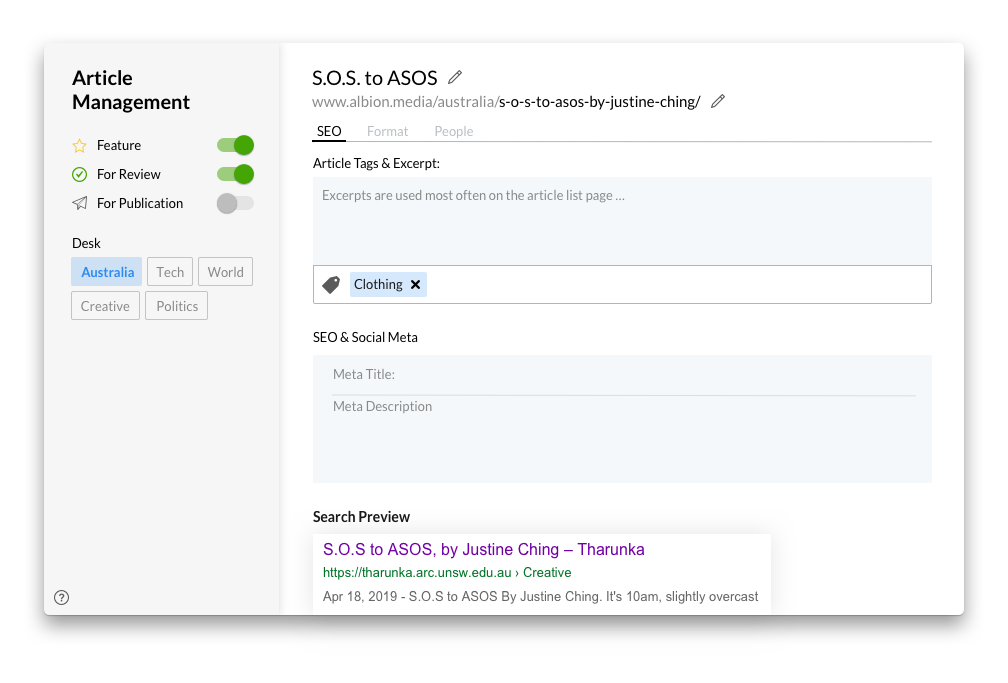 Article
Management
Feature
For Review
For Publication
Desk
Australia Tech World
Creative Politics
S.O.S. to ASOS
www.albion.media/australia/s-o-s-to-asos-by-justine-ching/
SEO Format People
Article Tags & Excerpt:
Excerpts are used most often on the article list page ...
Clothing
SEO & Social Meta
Meta Title:
Meta Description
Search Preview
S.O.S to ASOS, by Justine Ching – Tharunka
https://tharunka.arc.unsw.edu.au › Creative
Apr 18, 2019 - S.O.S to ASOS By Justine Ching. It's 10am, slightly overcast